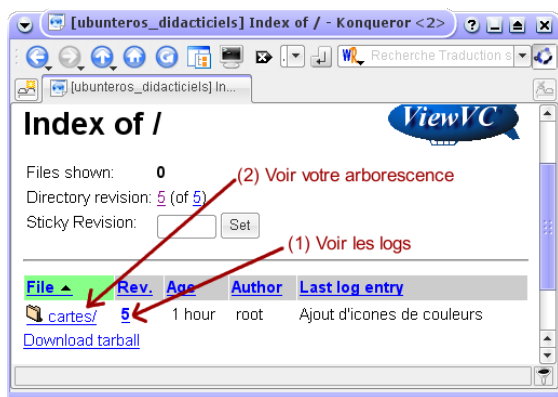 [ubunteros_didacticiels] Index of / - Konqueror <2>
Recherche Traduction s
[ubunteros_didacticiels] In...
Index of /
ViewVC
Files shown: 0
Directory revision: 5 (of 5)
(2) Voir votre arborescence
Sticky Revision: Set
(1) Voir les logs
File Rev. Age Author Last log entry
cartes/ 5 1 hour root Ajout d'icones de couleurs
Download tarball